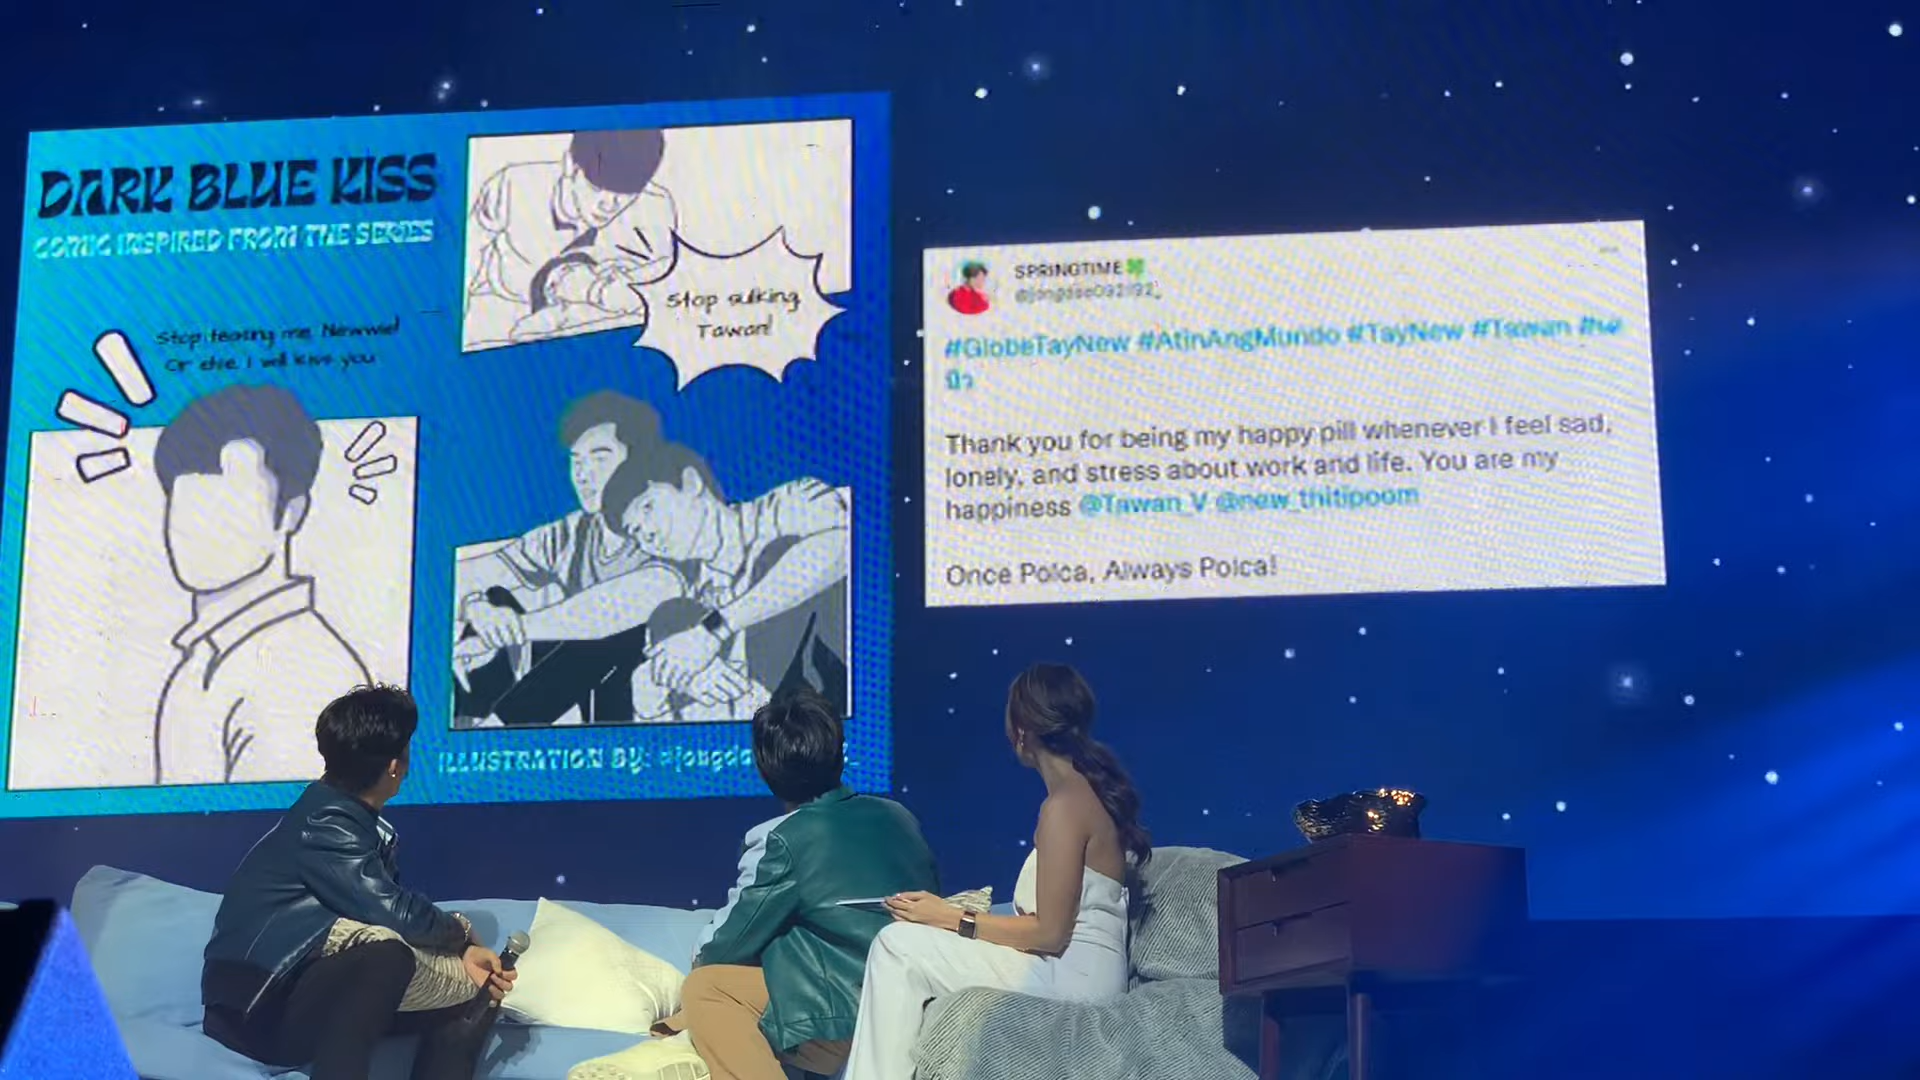 DARK BLUE KISS
COMIC INSPIRED FROM THE SERIES
Stop teasing me, Newwie!
Or else, I will kiss you
Stop sulking
Tawan!
ILLUSTRATION BY:
SPRINGTIME🍀
#GlobeTayNew #AtinAngMundo #TayNew #Tawan
Thank you for being my happy pill whenever I feel sad,
lonely, and stress about work and life. You are my
happiness @Tawan_V @new_thitipoom
Once Polca, Always Polca!